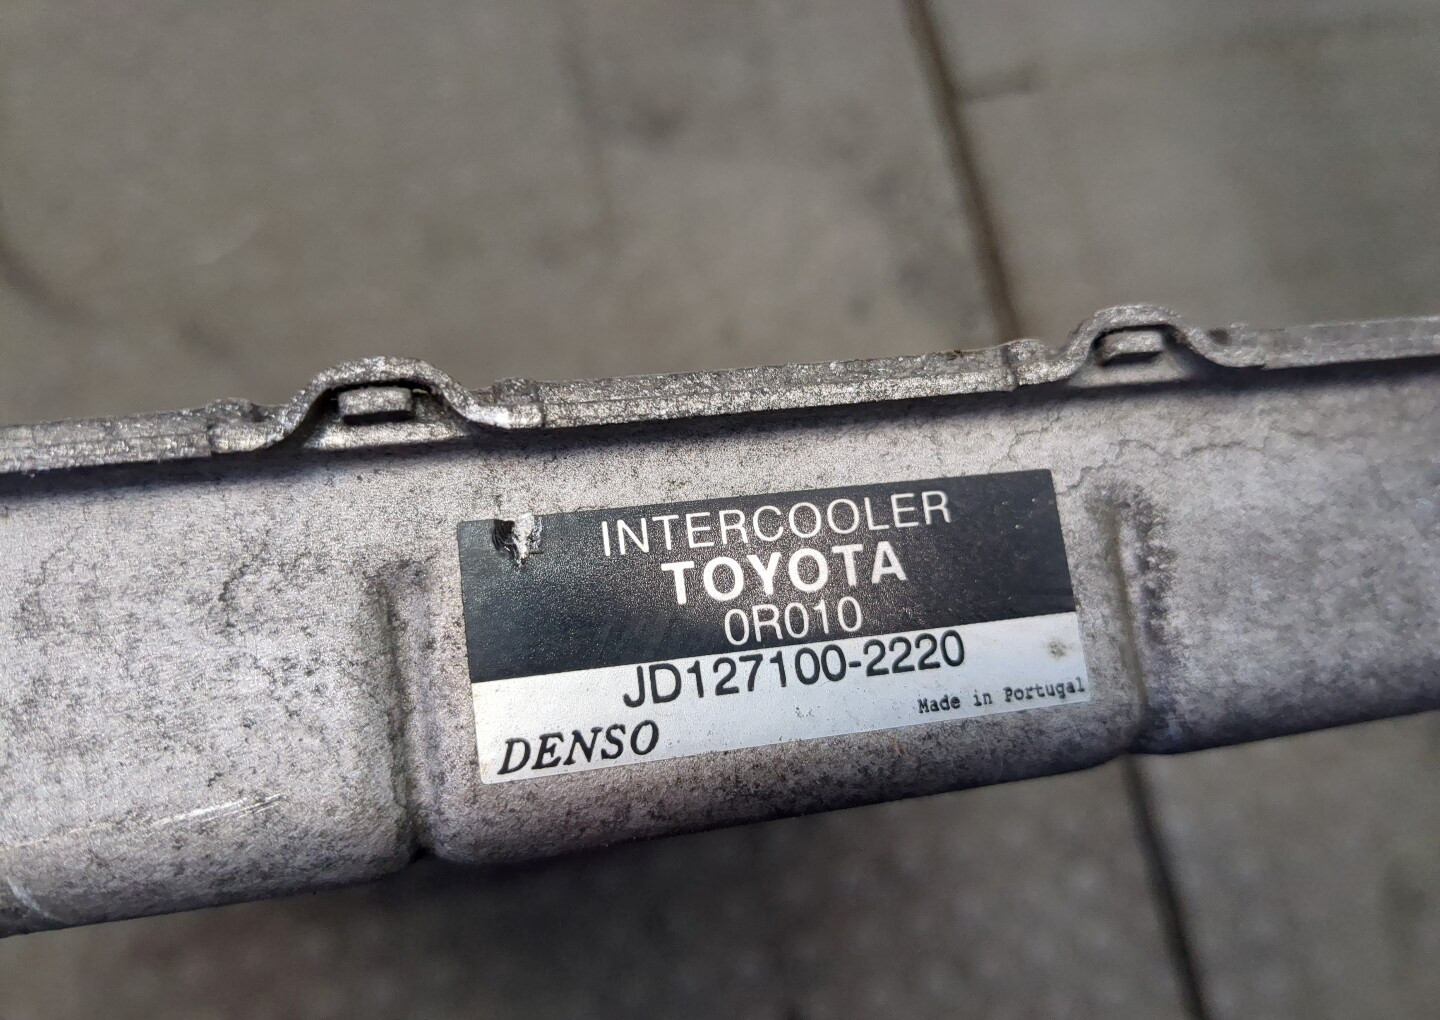 INTERCOOLER
TOYOTA
0R010
JD127100-2220
Made in Portugal
DENSO